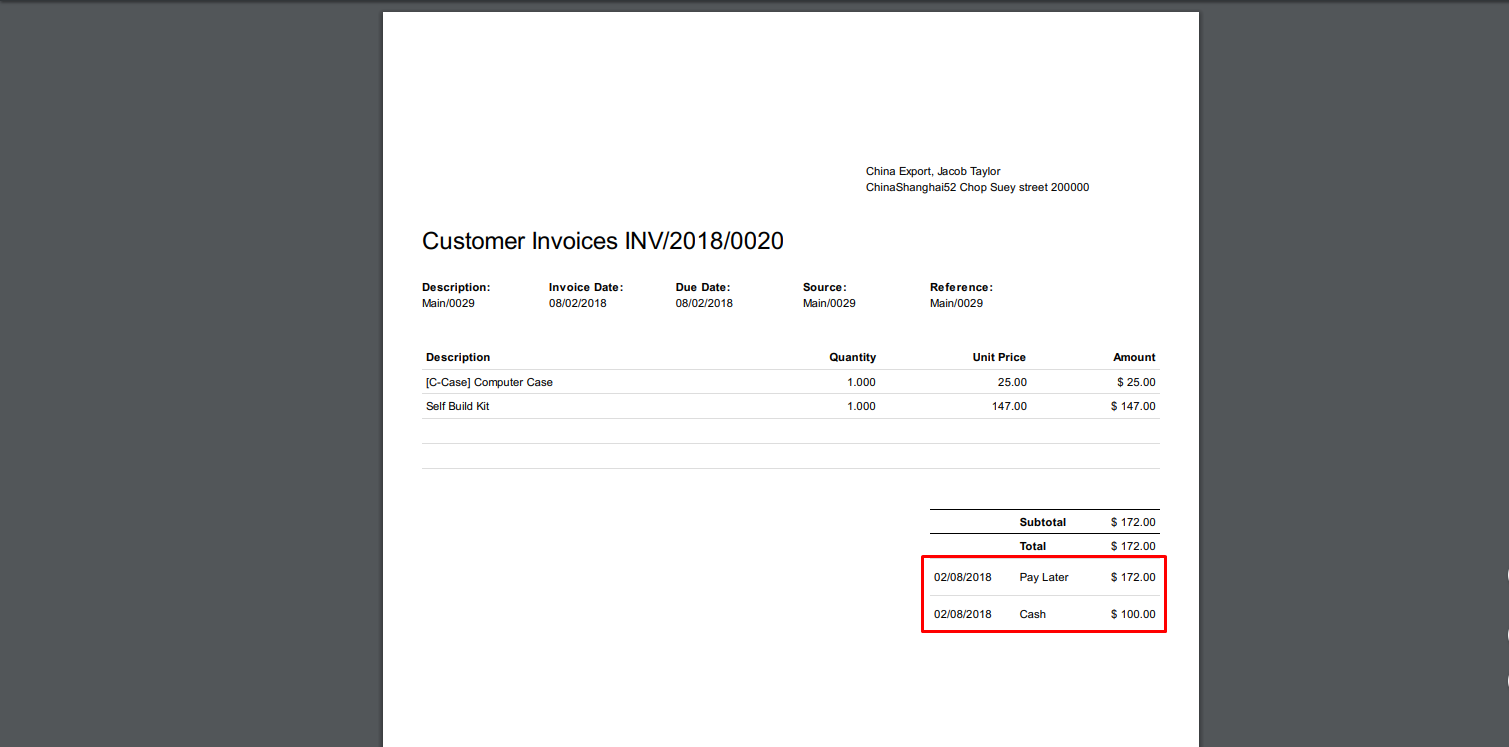 China Export, Jacob Taylor
ChinaShanghai52 Chop Suey street 200000
Customer Invoices INV/2018/0020
Description: Invoice Date: Due Date: Source: Reference:
Main/0029 08/02/2018 08/02/2018 Main/0029 Main/0029
Description Quantity Unit Price Amount
[C-Case] Computer Case 1.000 25.00 $ 25.00
Self Build Kit 1.000 147.00 $ 147.00
Subtotal $ 172.00
Total $ 172.00
02/08/2018 Pay Later $ 172.00
02/08/2018 Cash $ 100.00